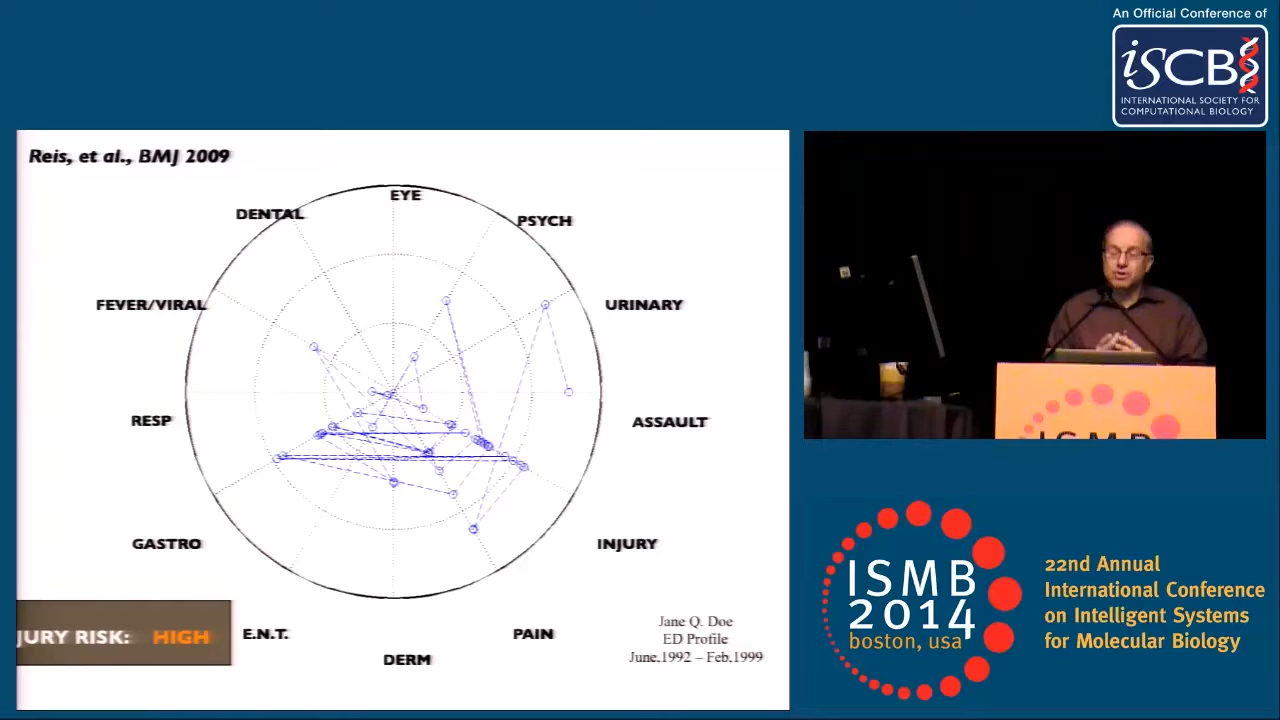 An Official Conference of
iSCB
INTERNATIONAL SOCIETY FOR
COMPUTATIONAL BIOLOGY
Reis, et al., BMJ 2009
EYE
DENTAL
PSYCH
FEVER/VIRAL
URINARY
RESP
ASSAULT
GASTRO
INJURY
JURY RISK: HIGH
E.N.T.
PAIN
DERM
Jane Q. Doe
ED Profile
June,1992 – Feb,1999
ISMB
ISMB
2014
boston, usa
22nd Annual
International Conference
on Intelligent Systems
for Molecular Biology